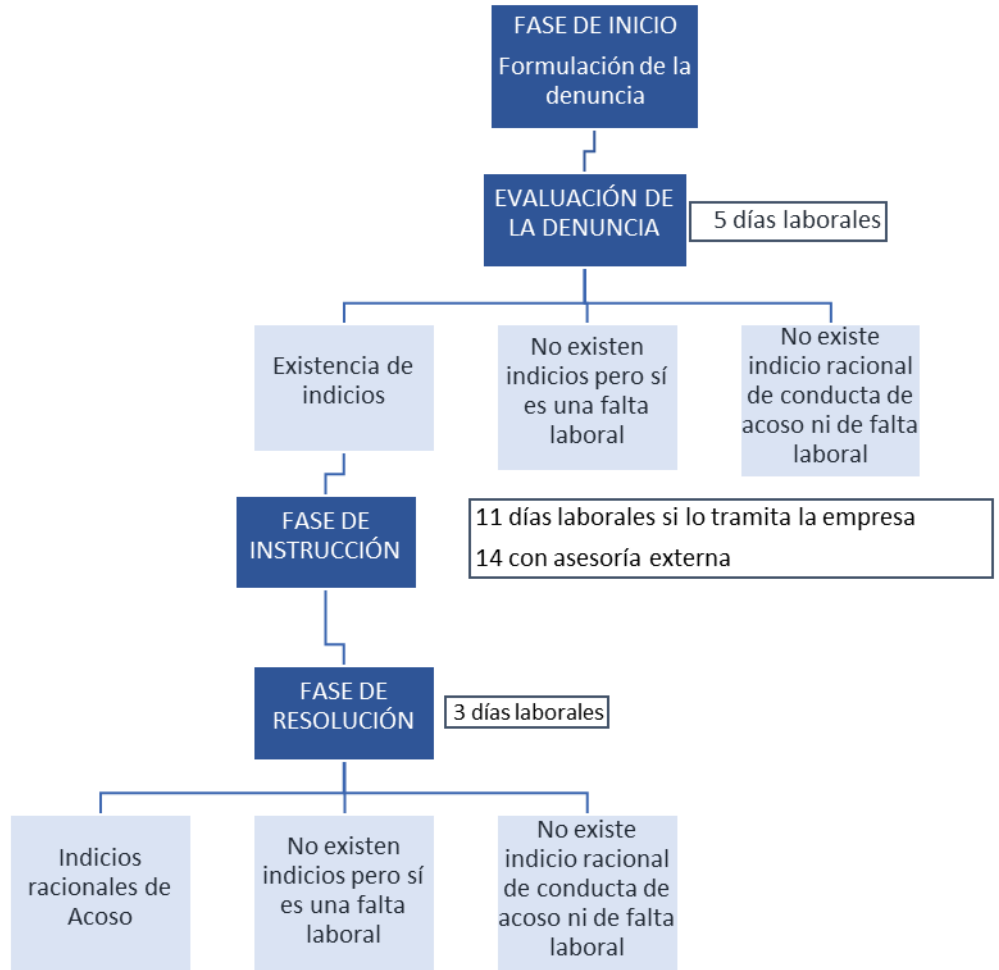 FASE DE INICIO
Formulación de la
denuncia
EVALUACIÓN DE
LA DENUNCIA
5 días laborales
Existencia de
indicios
No existen
indicios pero sí
es una falta
laboral
No existe
indicio racional
de conducta de
acoso ni de falta
laboral
FASE DE
INSTRUCCIÓN
11 días laborales si lo tramita la empresa
14 con asesoría externa
FASE DE
RESOLUCIÓN
3 días laborales
Indicios
racionales de
Acoso
No existen
indicios pero sí
es una falta
laboral
No existe
indicio racional
de conducta de
acoso ni de falta
laboral